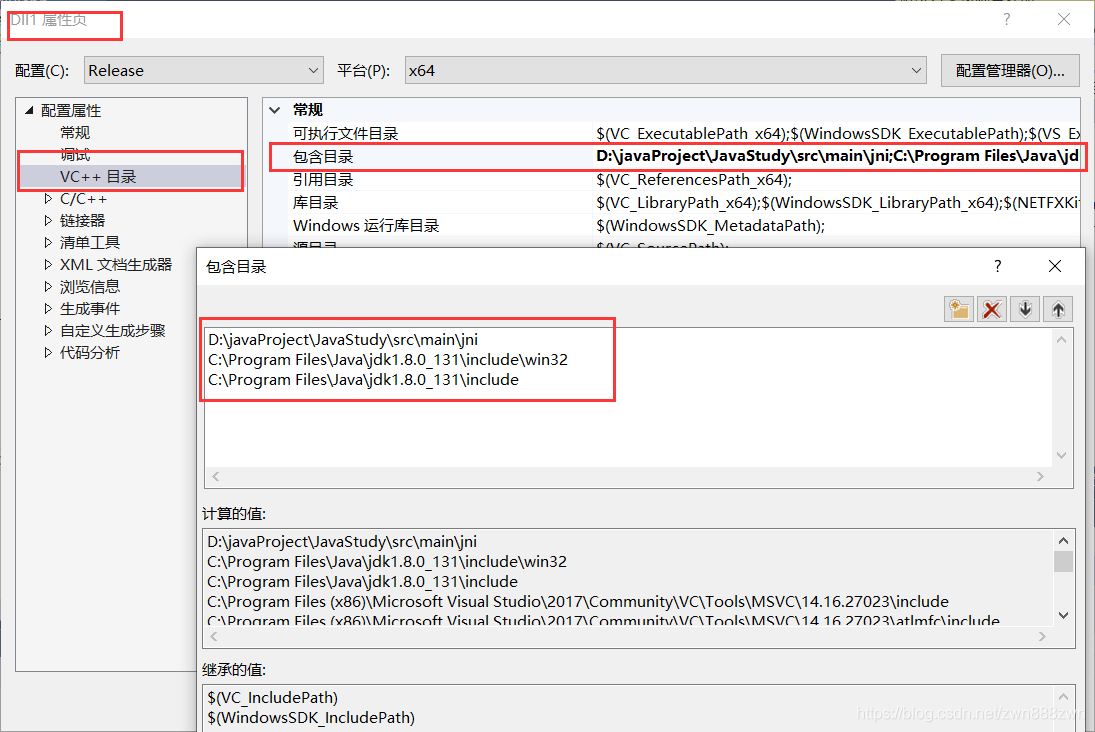 Dll1 属性页
配置(C):
Release
平台(P):
x64
配置管理器(O)...
配置属性
常规
调试
VC++ 目录
C/C++
链接器
清单工具
XML 文档生成器
浏览信息
生成事件
自定义生成步骤
代码分析
常规
可执行文件目录 $(VC_ExecutablePath_x64);$(WindowsSDK_ExecutablePath);$(VS_Ex
包含目录 D:\javaProject\JavaStudy\src\main\jni;C:\Program Files\Java\jd
引用目录 $(VC_ReferencesPath_x64);
库目录 $(VC_LibraryPath_x64);$(WindowsSDK_LibraryPath_x64);$(NETFXKi
Windows 运行库目录 $(WindowsSDK_MetadataPath);
源目录 $(VC_SourcePath);
包含目录
D:\javaProject\JavaStudy\src\main\jni
C:\Program Files\Java\jdk1.8.0_131\include\win32
C:\Program Files\Java\jdk1.8.0_131\include
计算的值:
D:\javaProject\JavaStudy\src\main\jni
C:\Program Files\Java\jdk1.8.0_131\include\win32
C:\Program Files\Java\jdk1.8.0_131\include
C:\Program Files (x86)\Microsoft Visual Studio\2017\Community\VC\Tools\MSVC\14.16.27023\include
C:\Program Files (x86)\Microsoft Visual Studio\2017\Community\VC\Tools\MSVC\14.16.27023\atlmfc\include
继承的值:
$(VC_IncludePath)
$(WindowsSDK_IncludePath)
https://blog.csdn.net/zwn888zwn